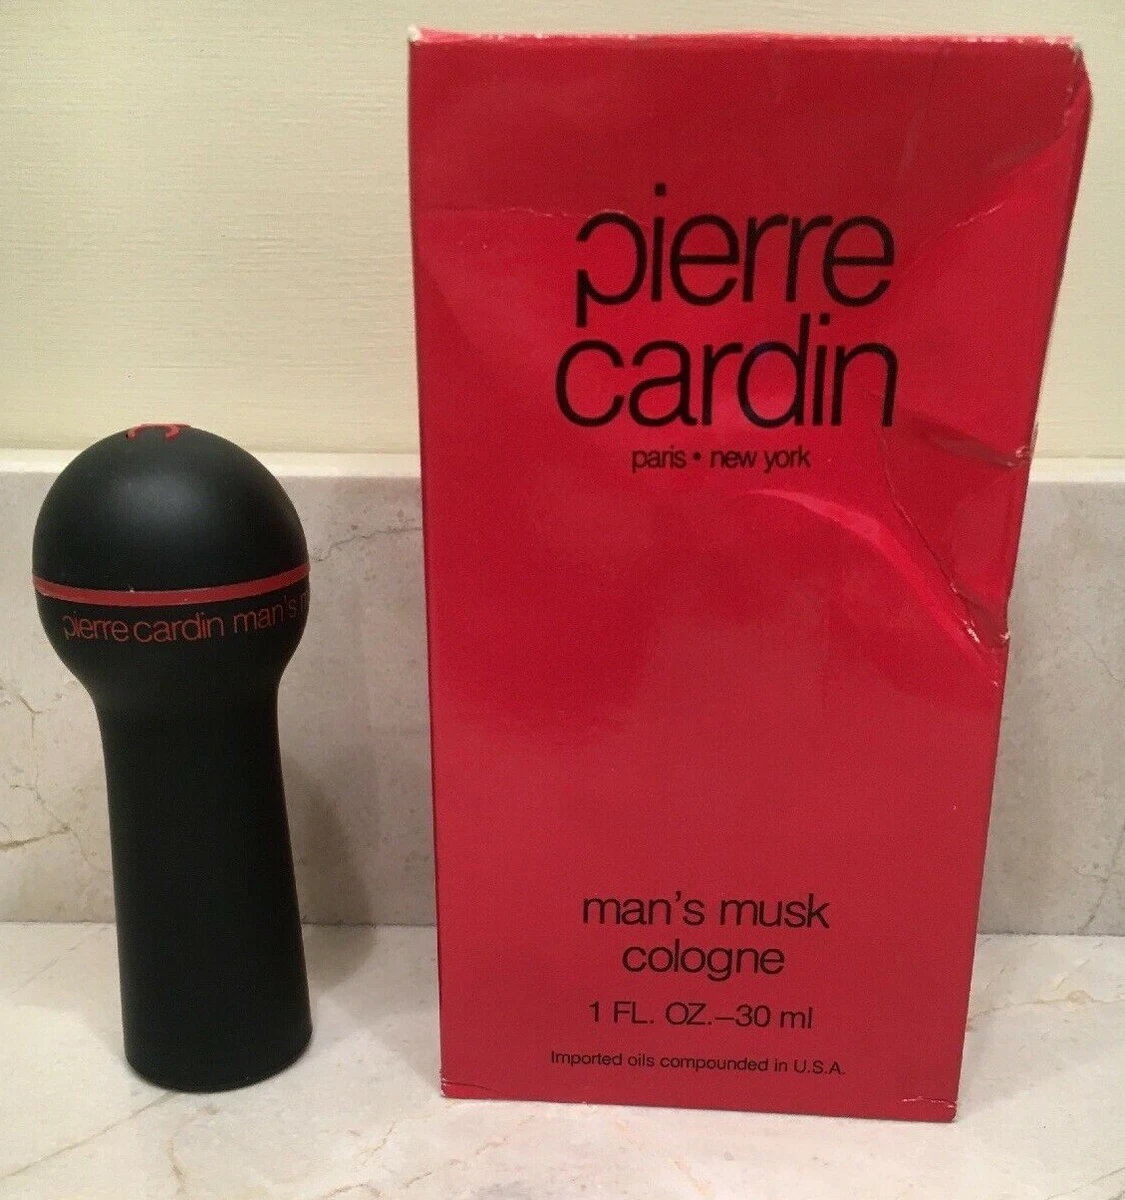 pierre
cardin
paris • new york
man's musk
cologne
1 FL. OZ.–30 ml
Imported oils compounded in U.S.A.
pierre cardin man's